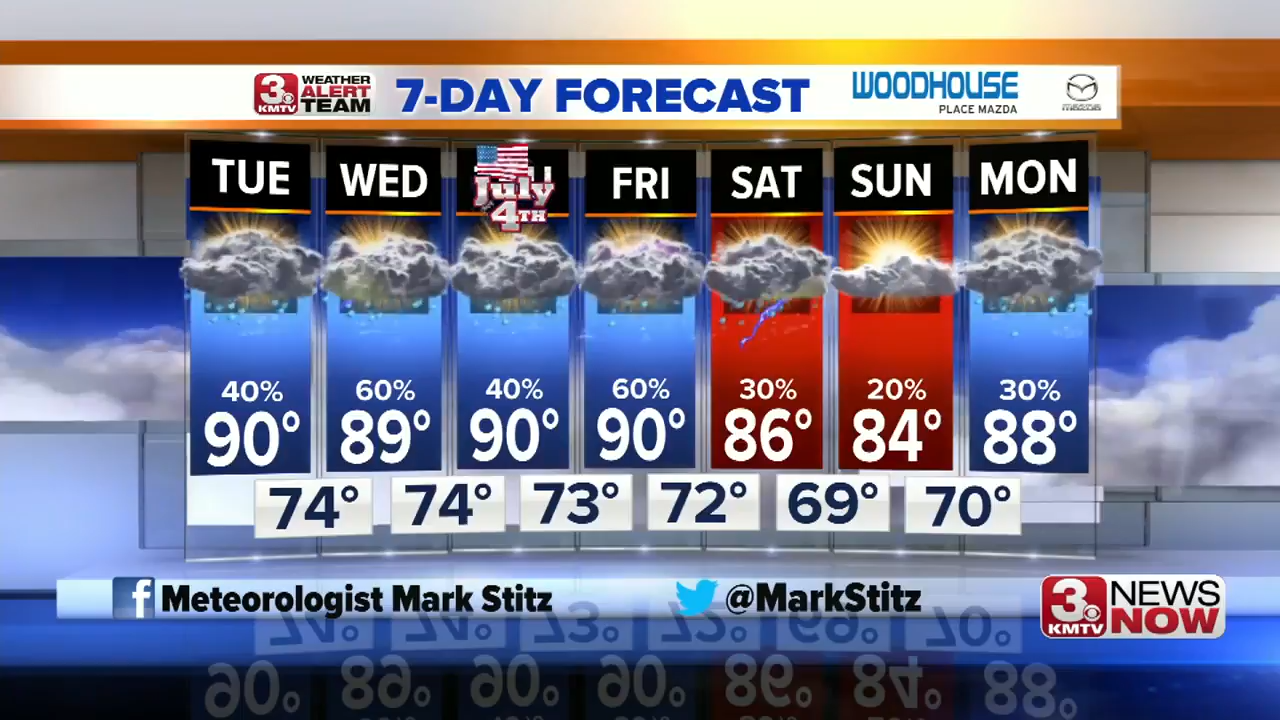 3 KMTV WEATHER ALERT TEAM 7-DAY FORECAST WOODHOUSE PLACE MAZDA
TUE WED July 4TH FRI SAT SUN MON
40% 60% 40% 60% 30% 20% 30%
90° 89° 90° 90° 86° 84° 88°
74° 74° 73° 72° 69° 70°
f Meteorologist Mark Stitz @MarkStitz 3 KMTV NEWS NOW